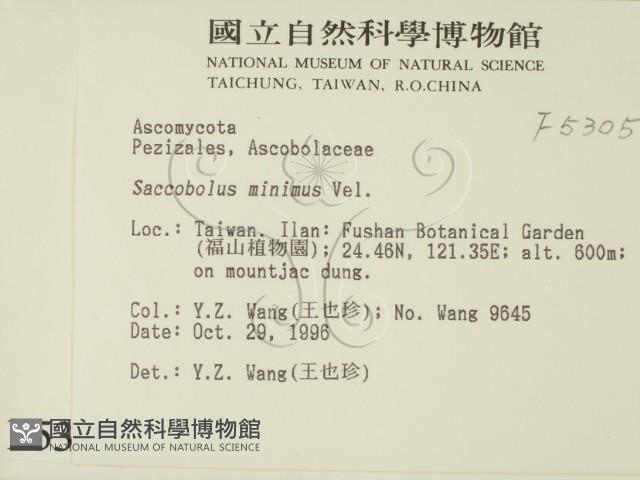 國立自然科學博物館
NATIONAL MUSEUM OF NATURAL SCIENCE
TAICHUNG, TAIWAN, R.O.CHINA
F5305
Ascomycota
Pezizales, Ascobolaceae
Saccobolus minimus Vel.
Loc.: Taiwan. Ilan: Fushan Botanical Garden
(福山植物園); 24.46N, 121.35E; alt. 600m;
on mountjac dung.
Col.: Y.Z. Wang(王也珍); No. Wang 9645
Date: Oct. 29, 1996
Det.: Y.Z. Wang(王也珍)
國立自然科學博物館
NATIONAL MUSEUM OF NATURAL SCIENCE